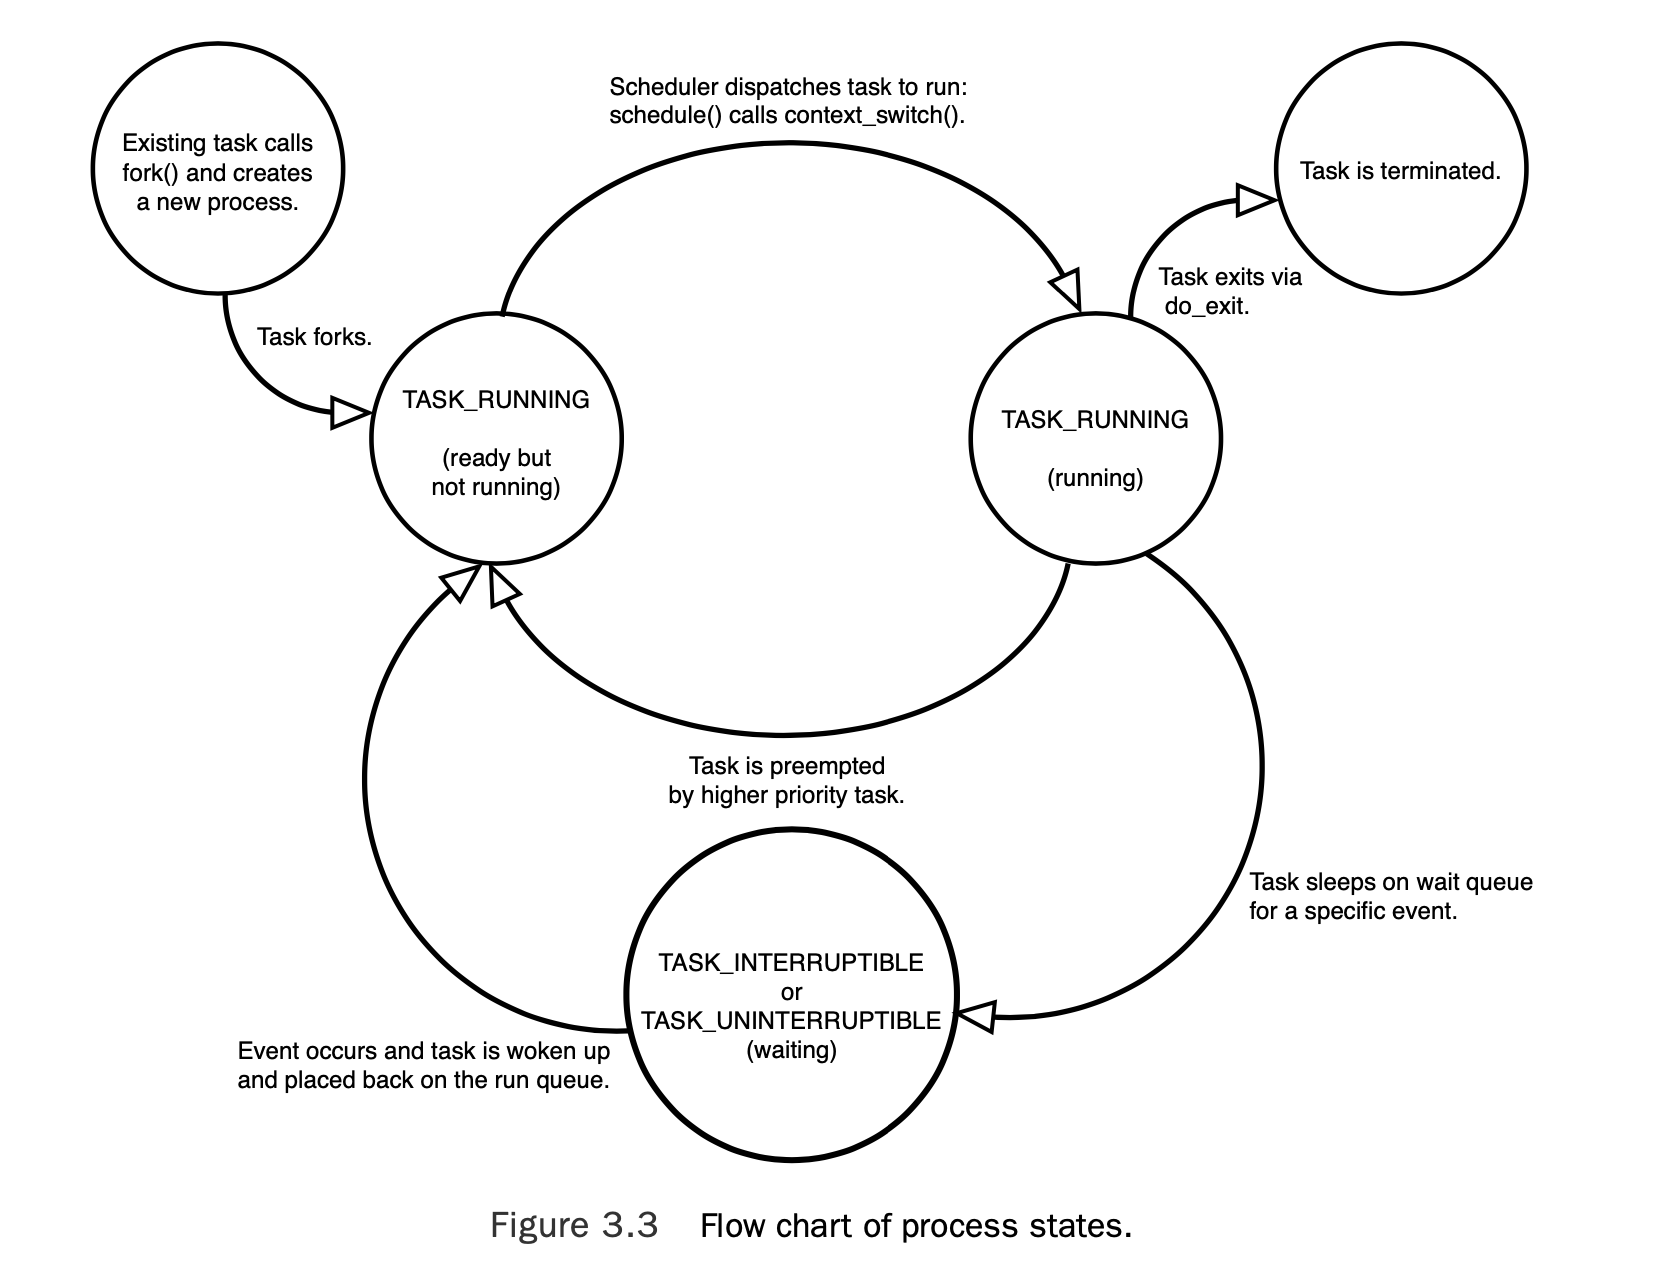 Existing task calls
fork() and creates
a new process.
Scheduler dispatches task to run:
schedule() calls context_switch().
Task is terminated.
Task forks.
Task exits via
do_exit.
TASK_RUNNING
(ready but
not running)
TASK_RUNNING
(running)
Task is preempted
by higher priority task.
Task sleeps on wait queue
for a specific event.
TASK_INTERRUPTIBLE
or
TASK_UNINTERRUPTIBLE
(waiting)
Event occurs and task is woken up
and placed back on the run queue.
Figure 3.3 Flow chart of process states.